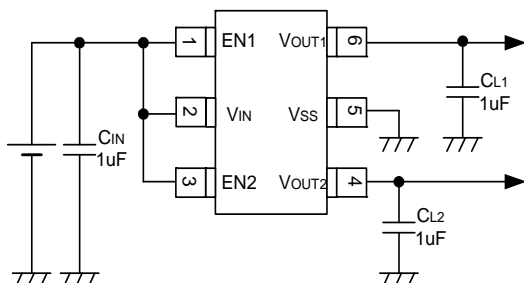 1 EN1 VOUT1 6
2 VIN VSS 5
3 EN2 VOUT2 4
CIN
1uF
CL1
1uF
CL2
1uF